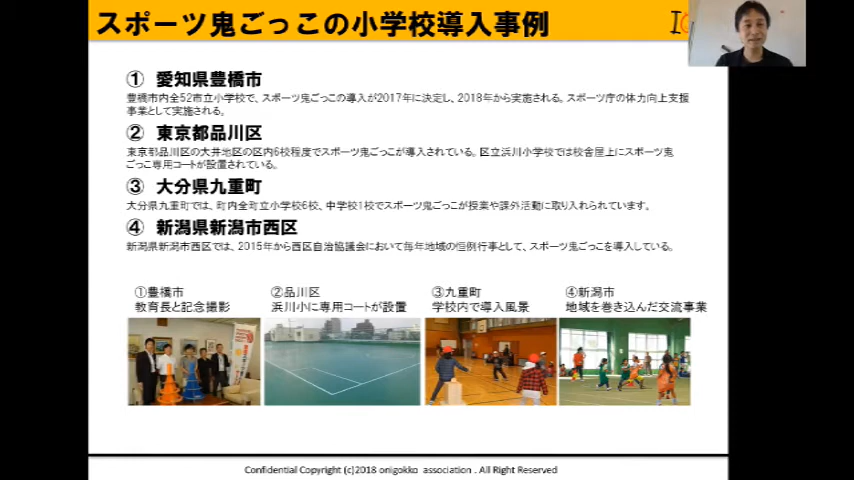 スポーツ鬼ごっこの小学校導入事例
① 愛知県豊橋市
豊橋市内全52市立小学校で、スポーツ鬼ごっこの導入が2017年に決定し、2018年から実施される。スポーツ庁の体力向上支援
事業として実施される。
② 東京都品川区
東京都品川区の大井地区の区内6校程度でスポーツ鬼ごっこが導入されている。区立浜川小学校では校舎屋上にスポーツ鬼
ごっこ専用コートが設置されている。
③ 大分県九重町
大分県九重町では、町内全町立小学校6校、中学校1校でスポーツ鬼ごっこが授業や課外活動に取り入れられています。
④ 新潟県新潟市西区
新潟県新潟市西区では、2015年から西区自治協議会において毎年地域の恒例行事として、スポーツ鬼ごっこを導入している。
①豊橋市
教育長と記念撮影
②品川区
浜川小に専用コートが設置
③九重町
学校内で導入風景
④新潟市
地域を巻き込んだ交流事業
Confidential Copyright (c)2018 onigokko association . All Right Reserved